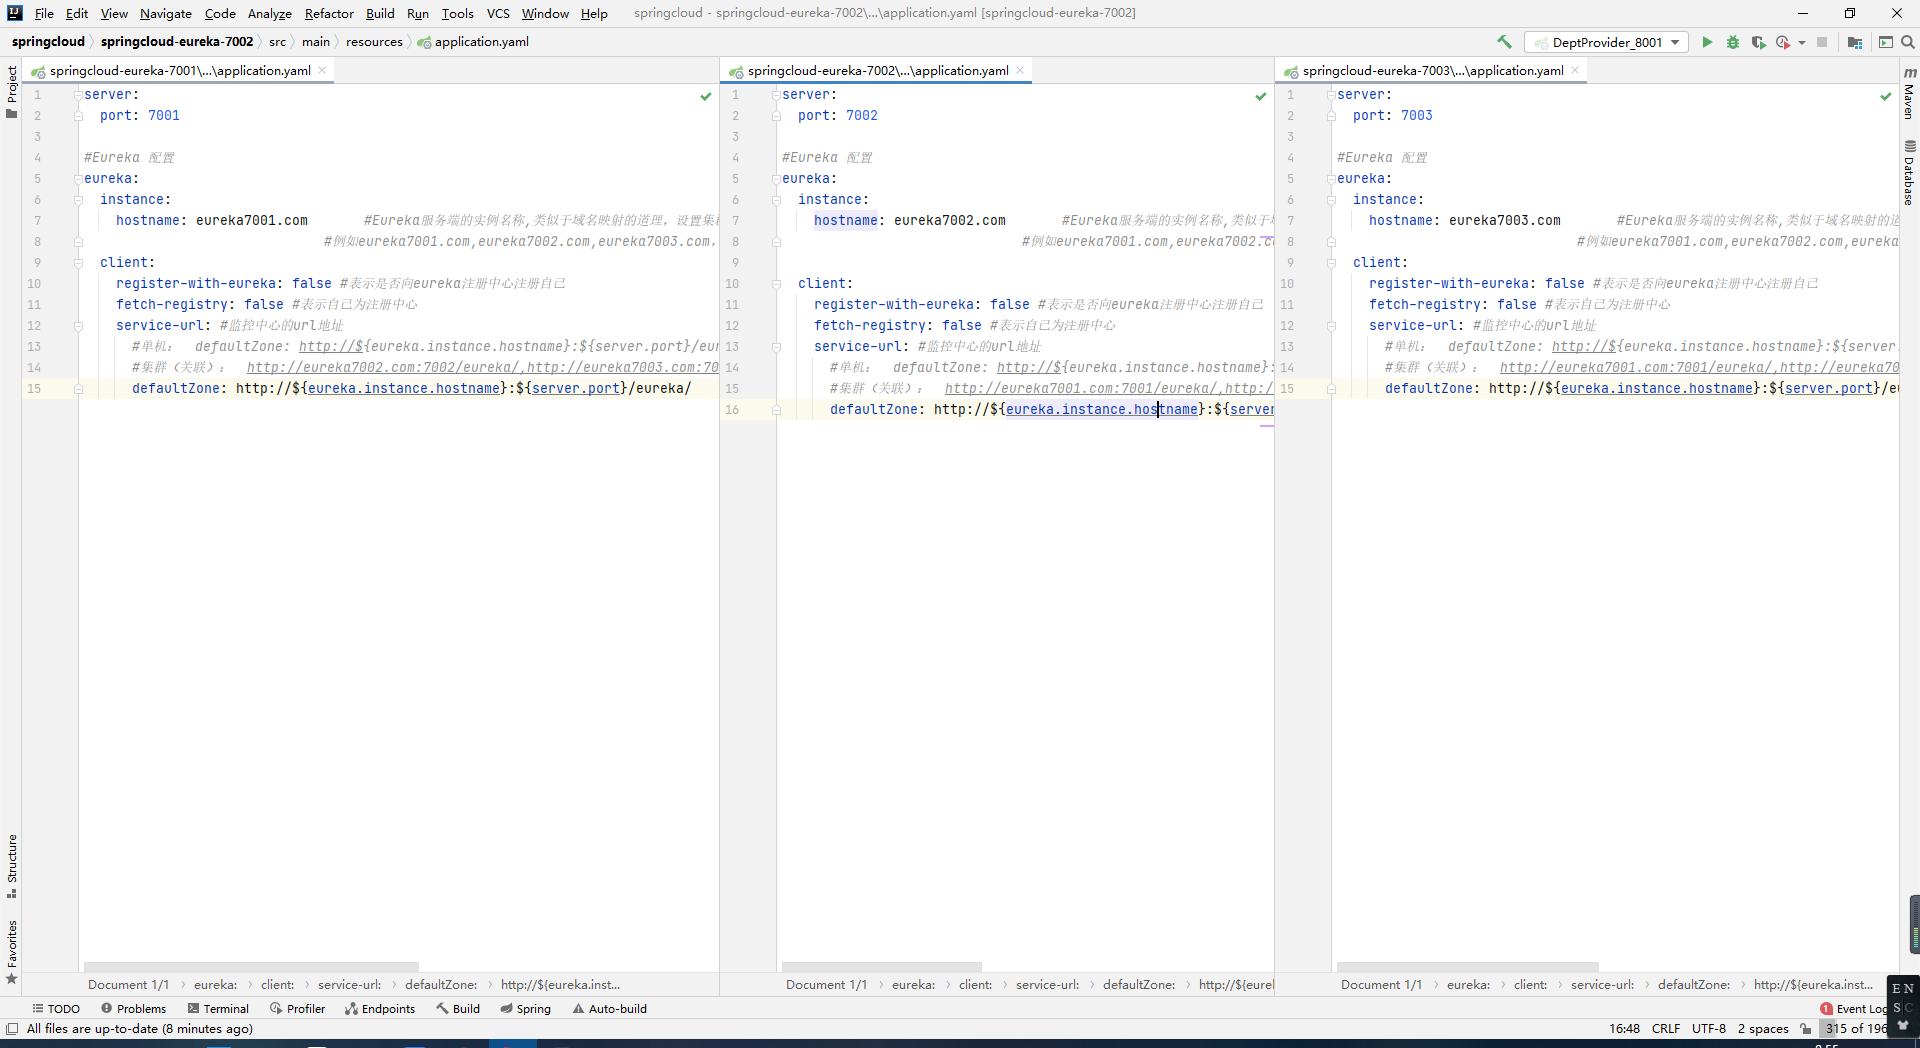 File Edit View Navigate Code Analyze Refactor Build Run Tools VCS Window Help springcloud - springcloud-eureka-7002\...\application.yaml [springcloud-eureka-7002]
springcloud springcloud-eureka-7002 src main resources application.yaml DeptProvider_8001
Project
springcloud-eureka-7001\...\application.yaml
1 server:
2 port: 7001
3
4 #Eureka 配置
5 eureka:
6 instance:
7 hostname: eureka7001.com #Eureka服务端的实例名称,类似于域名映射的道理，设置集
8 #例如eureka7001.com,eureka7002.com,eureka7003.com，
9 client:
10 register-with-eureka: false #表示是否向eureka注册中心注册自己
11 fetch-registry: false #表示自己为注册中心
12 service-url: #监控中心的url地址
13 #单机： defaultZone: http://${eureka.instance.hostname}:${server.port}/eur
14 #集群（关联）： http://eureka7002.com:7002/eureka/,http://eureka7003.com:70
15 defaultZone: http://${eureka.instance.hostname}:${server.port}/eureka/
Document 1/1 eureka: client: service-url: defaultZone: http://${eureka.inst...
springcloud-eureka-7002\...\application.yaml
1 server:
2 port: 7002
3
4 #Eureka 配置
5 eureka:
6 instance:
7 hostname: eureka7002.com #Eureka服务端的实例名称,类似于
8 #例如eureka7001.com,eureka7002.c
9
10 client:
11 register-with-eureka: false #表示是否向eureka注册中心注册自己
12 fetch-registry: false #表示自己为注册中心
13 service-url: #监控中心的url地址
14 #单机： defaultZone: http://${eureka.instance.hostname}:
15 #集群（关联）： http://eureka7001.com:7001/eureka/,http:/
16 defaultZone: http://${eureka.instance.hostname}:${server
Document 1/1 eureka: client: service-url: defaultZone: http://${eurel
springcloud-eureka-7003\...\application.yaml
1 server:
2 port: 7003
3
4 #Eureka 配置
5 eureka:
6 instance:
7 hostname: eureka7003.com #Eureka服务端的实例名称,类似于域名映射的道
8 #例如eureka7001.com,eureka7002.com,eureka
9 client:
10 register-with-eureka: false #表示是否向eureka注册中心注册自己
11 fetch-registry: false #表示自己为注册中心
12 service-url: #监控中心的url地址
13 #单机： defaultZone: http://${eureka.instance.hostname}:${server.
14 #集群（关联）： http://eureka7001.com:7001/eureka/,http://eureka70
15 defaultZone: http://${eureka.instance.hostname}:${server.port}/eu
Document 1/1 eureka: client: service-url: defaultZone: http://${eureka.inst...
Maven
Database
Structure
Favorites
TODO Problems Terminal Profiler Endpoints Build Spring Auto-build 1 Event Log
All files are up-to-date (8 minutes ago) 16:48 CRLF UTF-8 2 spaces 315 of 196
EN
SC